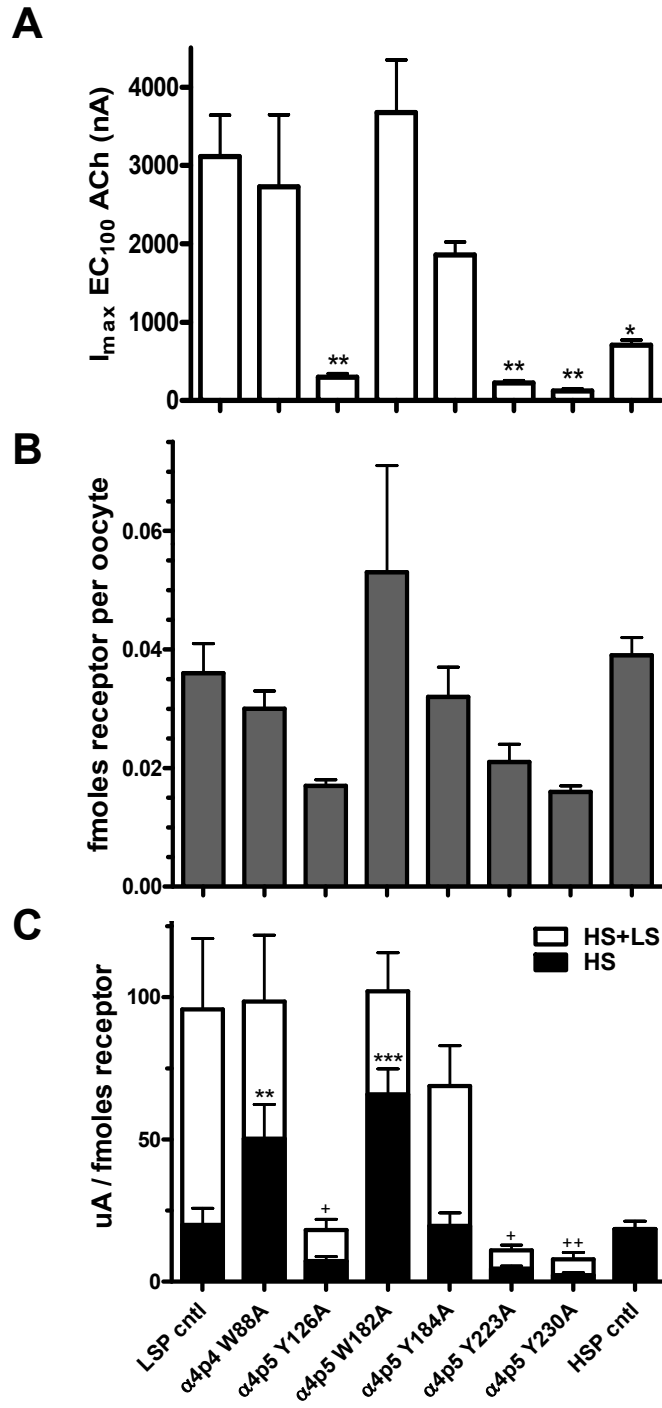 A
I_max EC_100 ACh (nA)
4000
3000
2000
1000
0
**
**
**
*
B
fmoles receptor per oocyte
0.06
0.04
0.02
0.00
C
uA / fmoles receptor
100
50
0
HS+LS
HS
**
+
***
+
++
LSP cntl
α4p4 W88A
α4p5 Y126A
α4p5 W182A
α4p5 Y184A
α4p5 Y223A
α4p5 Y230A
HSP cntl